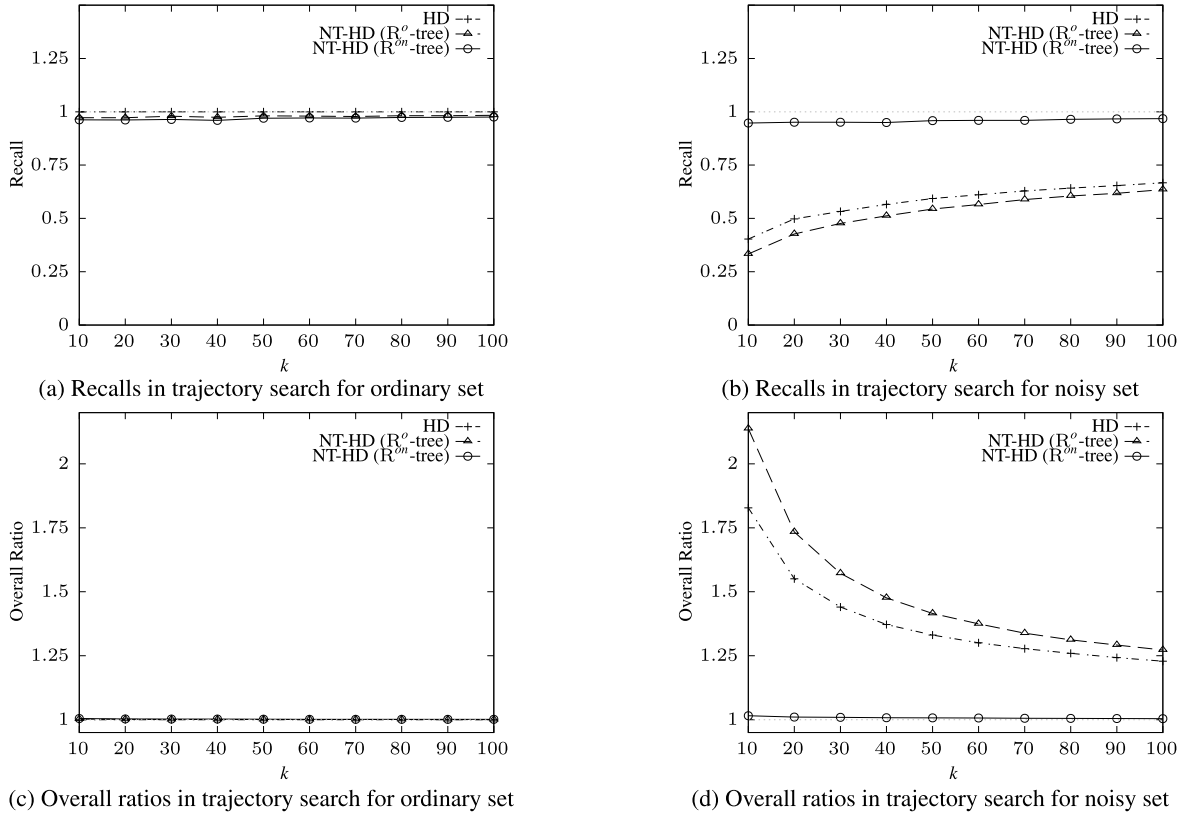 HD
NT-HD (R^o-tree)
NT-HD (R^on-tree)
1.25
1
0.75
0.5
0.25
0
Recall
10 20 30 40 50 60 70 80 90 100
k
(a) Recalls in trajectory search for ordinary set
HD
NT-HD (R^o-tree)
NT-HD (R^on-tree)
1.25
1
0.75
0.5
0.25
0
Recall
10 20 30 40 50 60 70 80 90 100
k
(b) Recalls in trajectory search for noisy set
HD
NT-HD (R^o-tree)
NT-HD (R^on-tree)
2
1.75
1.5
1.25
1
Overall Ratio
10 20 30 40 50 60 70 80 90 100
k
(c) Overall ratios in trajectory search for ordinary set
HD
NT-HD (R^o-tree)
NT-HD (R^on-tree)
2
1.75
1.5
1.25
1
Overall Ratio
10 20 30 40 50 60 70 80 90 100
k
(d) Overall ratios in trajectory search for noisy set